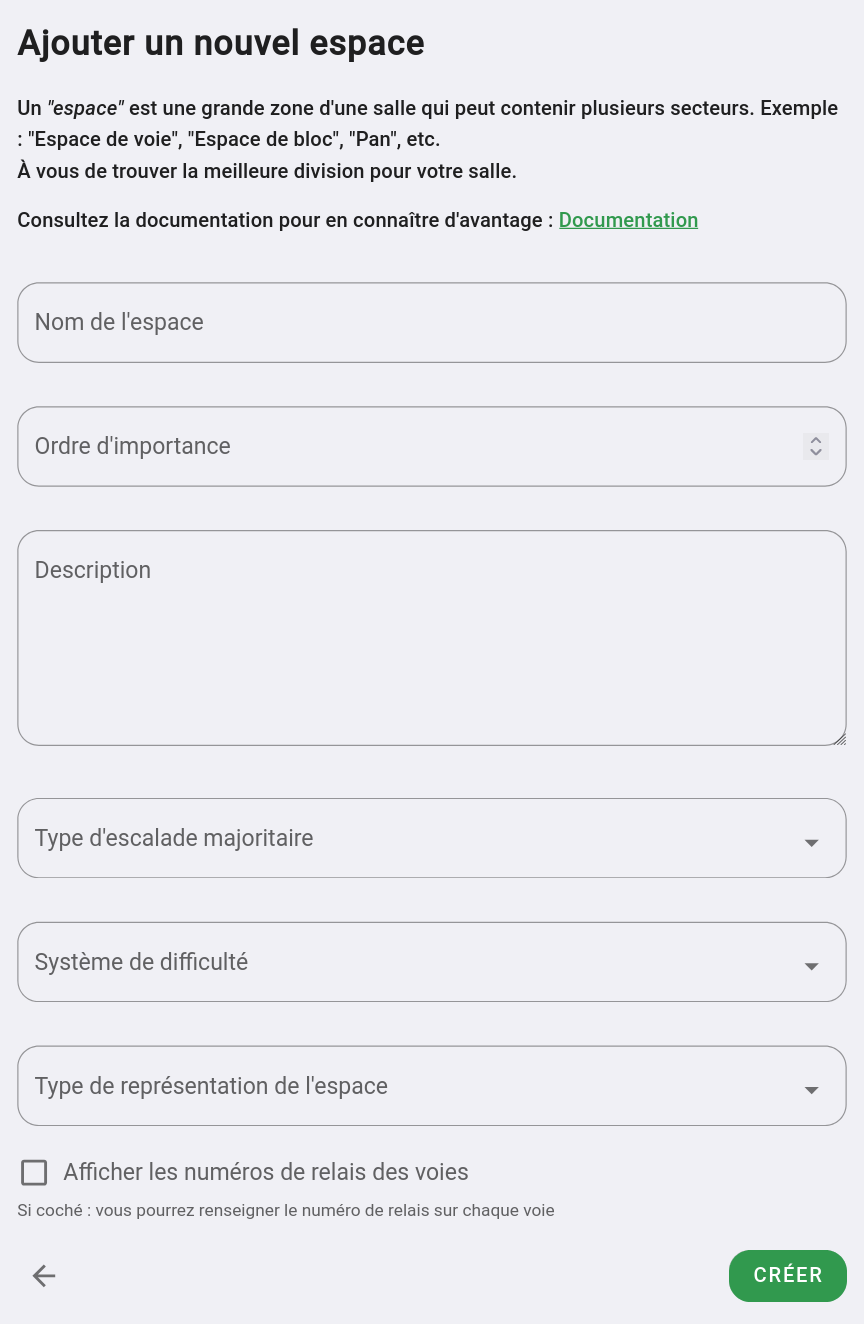 Ajouter un nouvel espace
Un "espace" est une grande zone d'une salle qui peut contenir plusieurs secteurs. Exemple
: "Espace de voie", "Espace de bloc", "Pan", etc.
À vous de trouver la meilleure division pour votre salle.
Consultez la documentation pour en connaître d'avantage : Documentation
Nom de l'espace
Ordre d'importance
Description
Type d'escalade majoritaire
Système de difficulté
Type de représentation de l'espace
Afficher les numéros de relais des voies
Si coché : vous pourrez renseigner le numéro de relais sur chaque voie
CRÉER